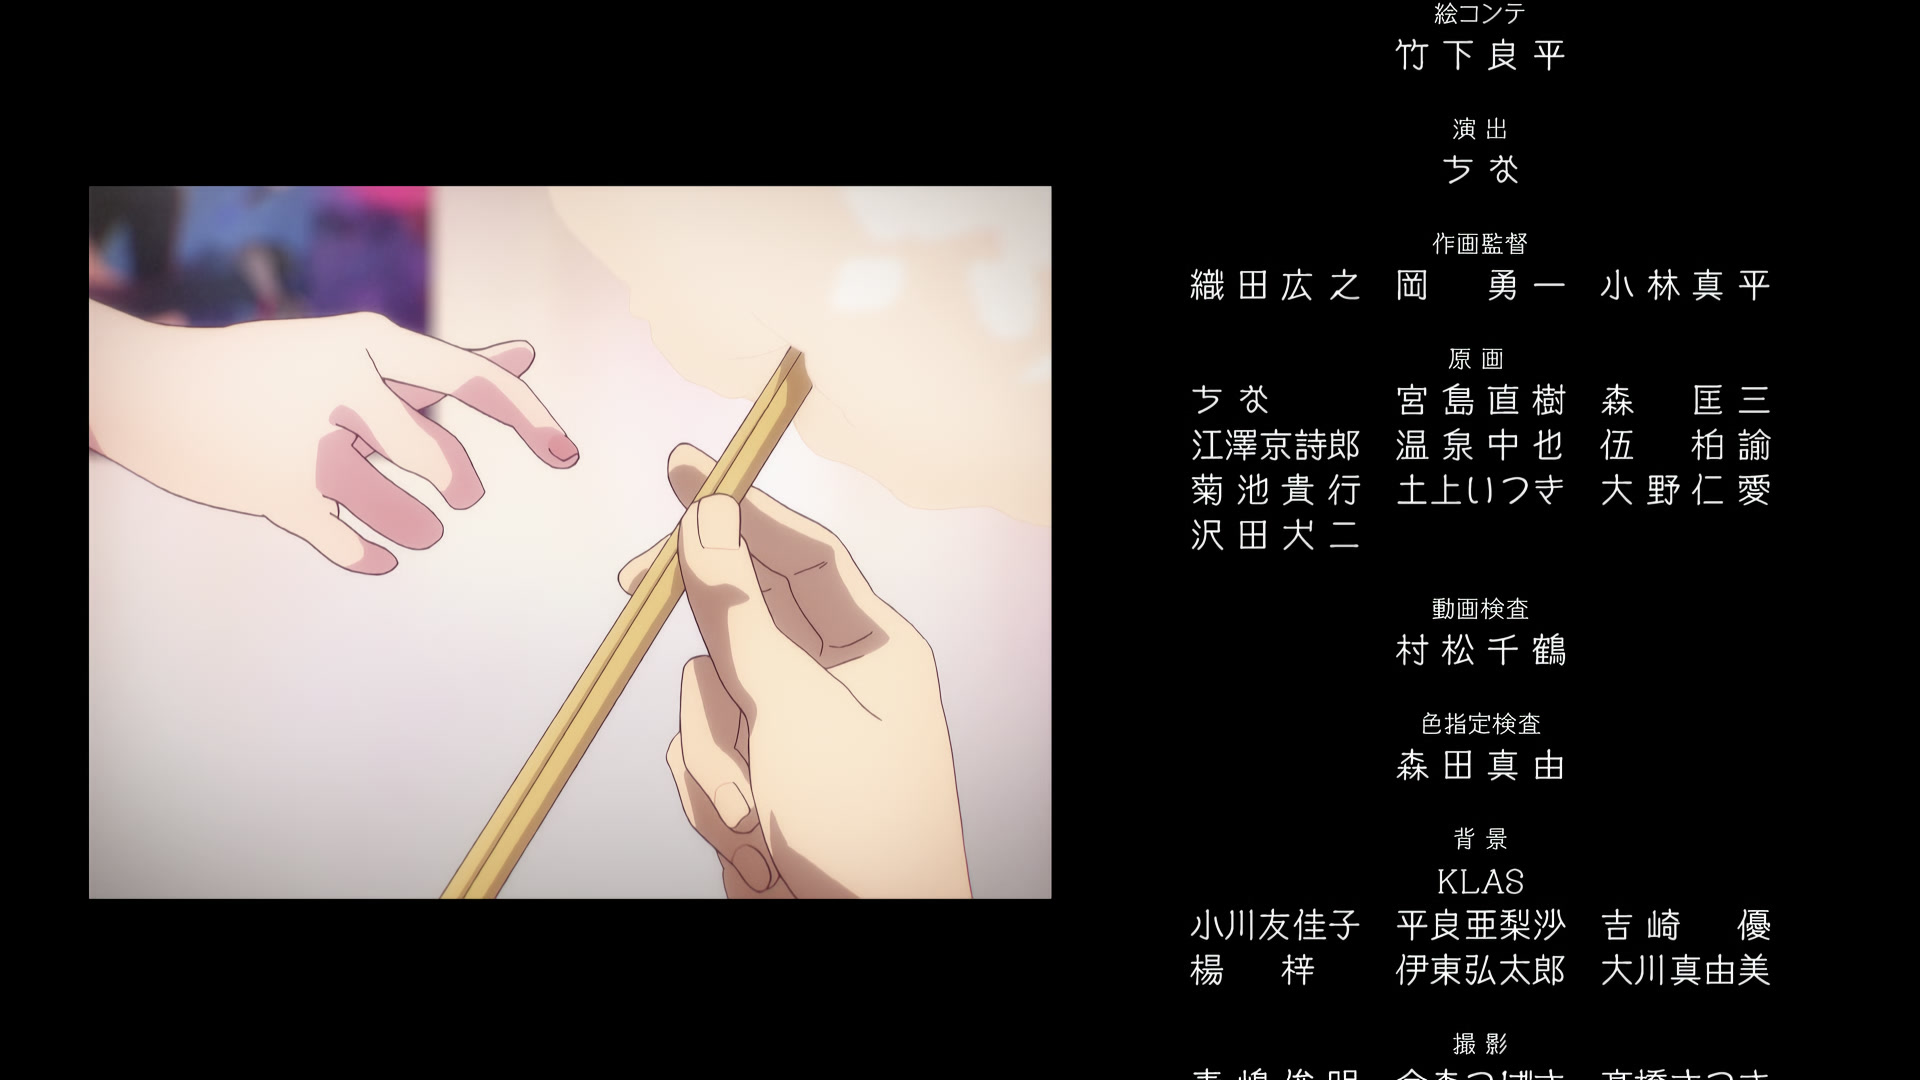 絵コンテ
竹下良平
演出
ちな
作画監督
織田広之 岡勇一 小林真平
原画
ちな 宮島直樹 森匡三
江澤京詩郎 温泉中也 伍柏諭
菊池貴行 土上いつき 大野仁愛
沢田犬二
動画検査
村松千鶴
色指定検査
森田真由
背景
KLAS
小川友佳子 平良亜梨沙 吉崎優
楊梓 伊東弘太郎 大川真由美
撮影